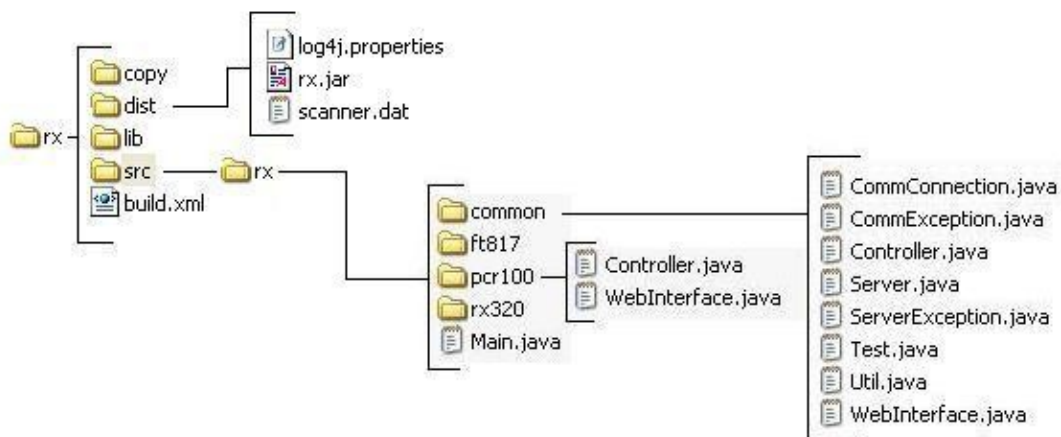 rx
copy
dist
lib
src
build.xml
log4j.properties
rx.jar
scanner.dat
rx
common
ft817
pcr100
rx320
Main.java
Controller.java
WebInterface.java
CommConnection.java
CommException.java
Controller.java
Server.java
ServerException.java
Test.java
Util.java
WebInterface.java